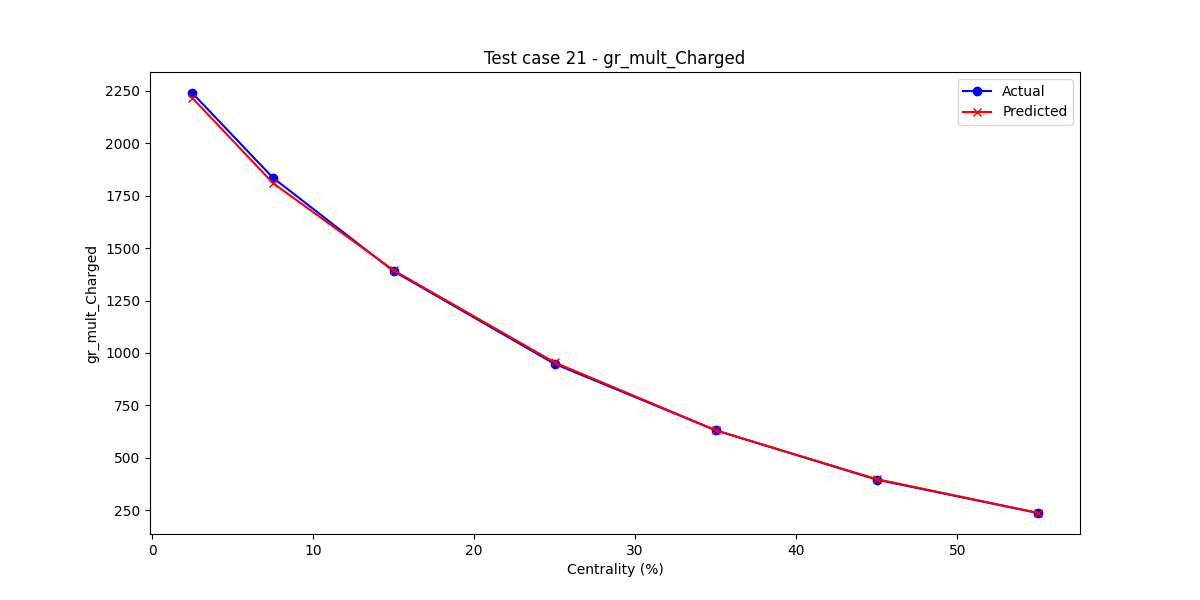 Test case 21 - gr_mult_Charged
Actual
Predicted
2250
2000
1750
1500
1250
1000
750
500
250
gr_mult_Charged
0 10 20 30 40 50
Centrality (%)